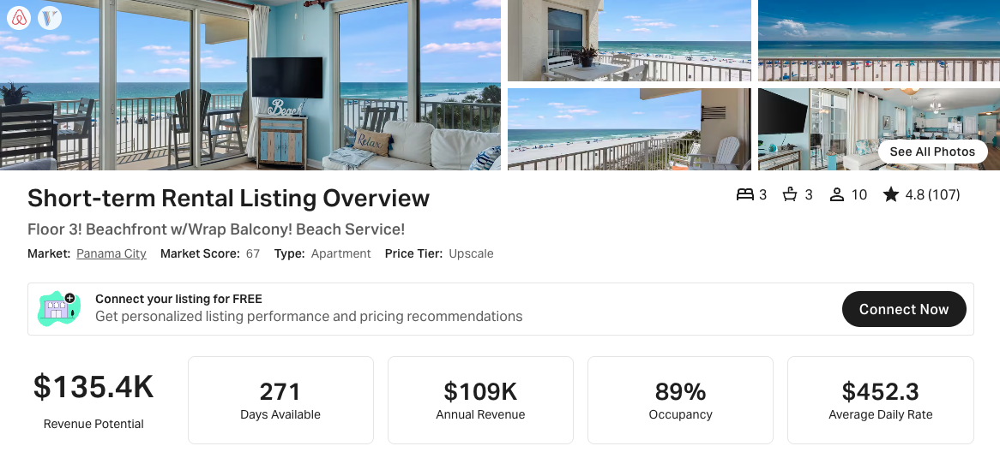 Beach
Relax
See All Photos
Short-term Rental Listing Overview
3 3 10 4.8 (107)
Floor 3! Beachfront w/Wrap Balcony! Beach Service!
Market: Panama City Market Score: 67 Type: Apartment Price Tier: Upscale
Connect your listing for FREE
Get personalized listing performance and pricing recommendations
Connect Now
$135.4K
Revenue Potential
271
Days Available
$109K
Annual Revenue
89%
Occupancy
$452.3
Average Daily Rate